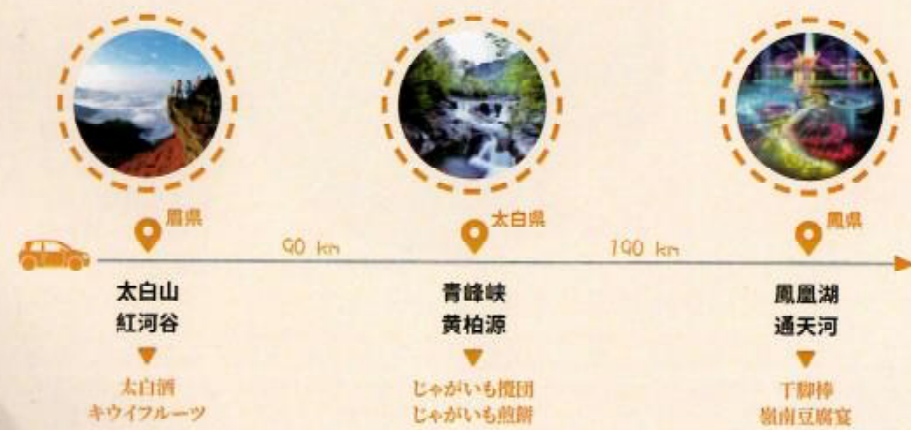 眉県
90 km
太白県
190 km
鳳県
太白山
紅河谷
青峰峡
黄柏源
鳳凰湖
通天河
太白酒
キウイフルーツ
じゃがいも攪団
じゃがいも煎餅
丁脚棒
嶺南豆腐宴